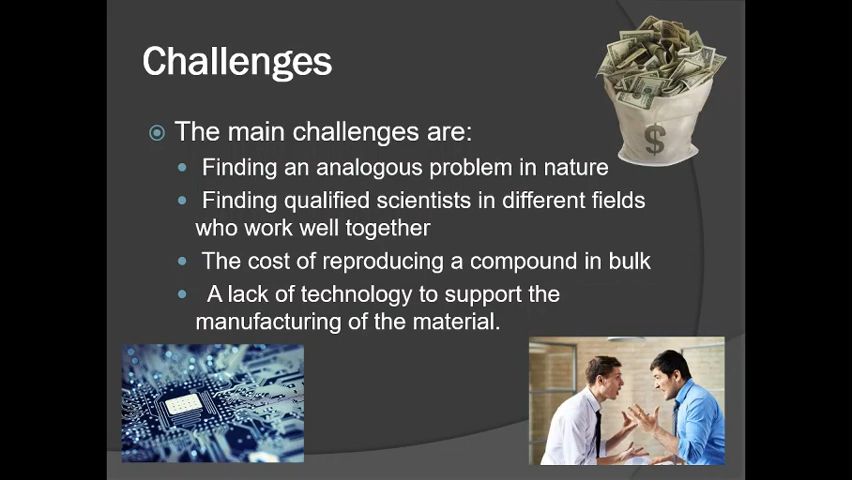 Challenges
The main challenges are:
Finding an analogous problem in nature
Finding qualified scientists in different fields
who work well together
The cost of reproducing a compound in bulk
A lack of technology to support the
manufacturing of the material.
$